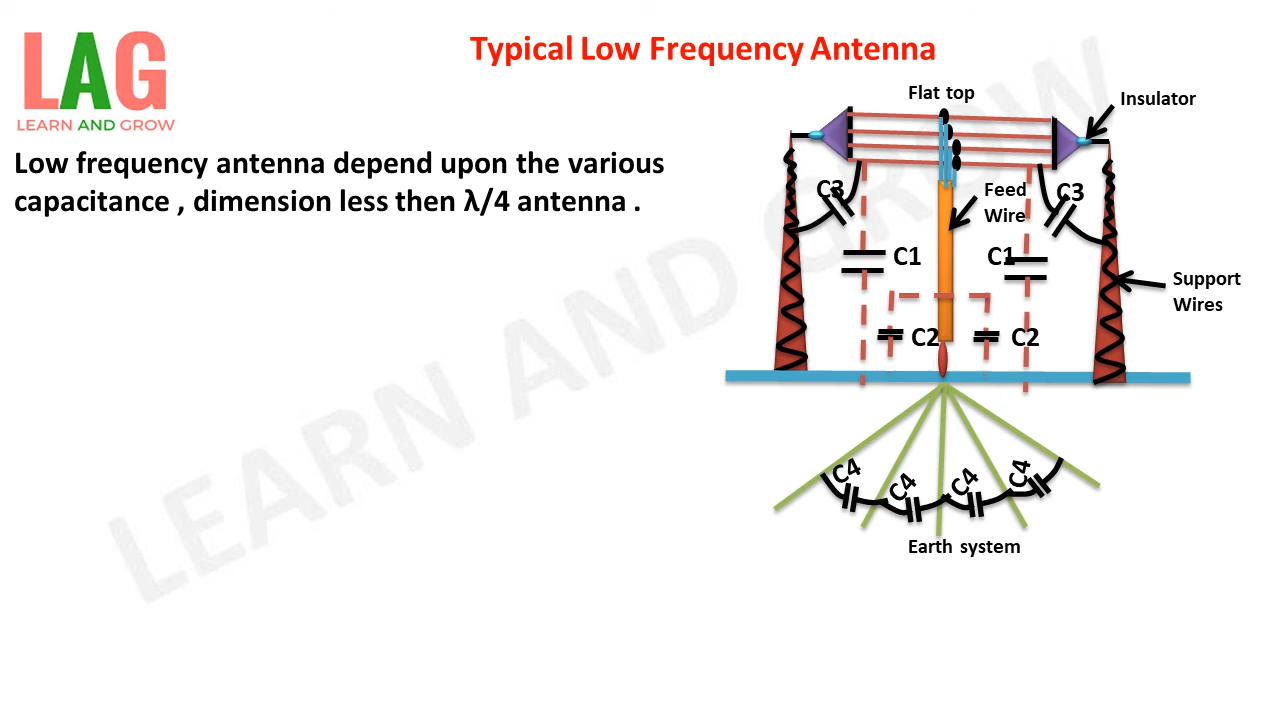 LAG
LEARN AND GROW
Typical Low Frequency Antenna
Low frequency antenna depend upon the various
capacitance , dimension less then λ/4 antenna .
Flat top
Insulator
C3
Feed
Wire
C3
C1
C1
Support
Wires
C2
C2
C4
C4
C4
C4
Earth system
LEARN AND GROW